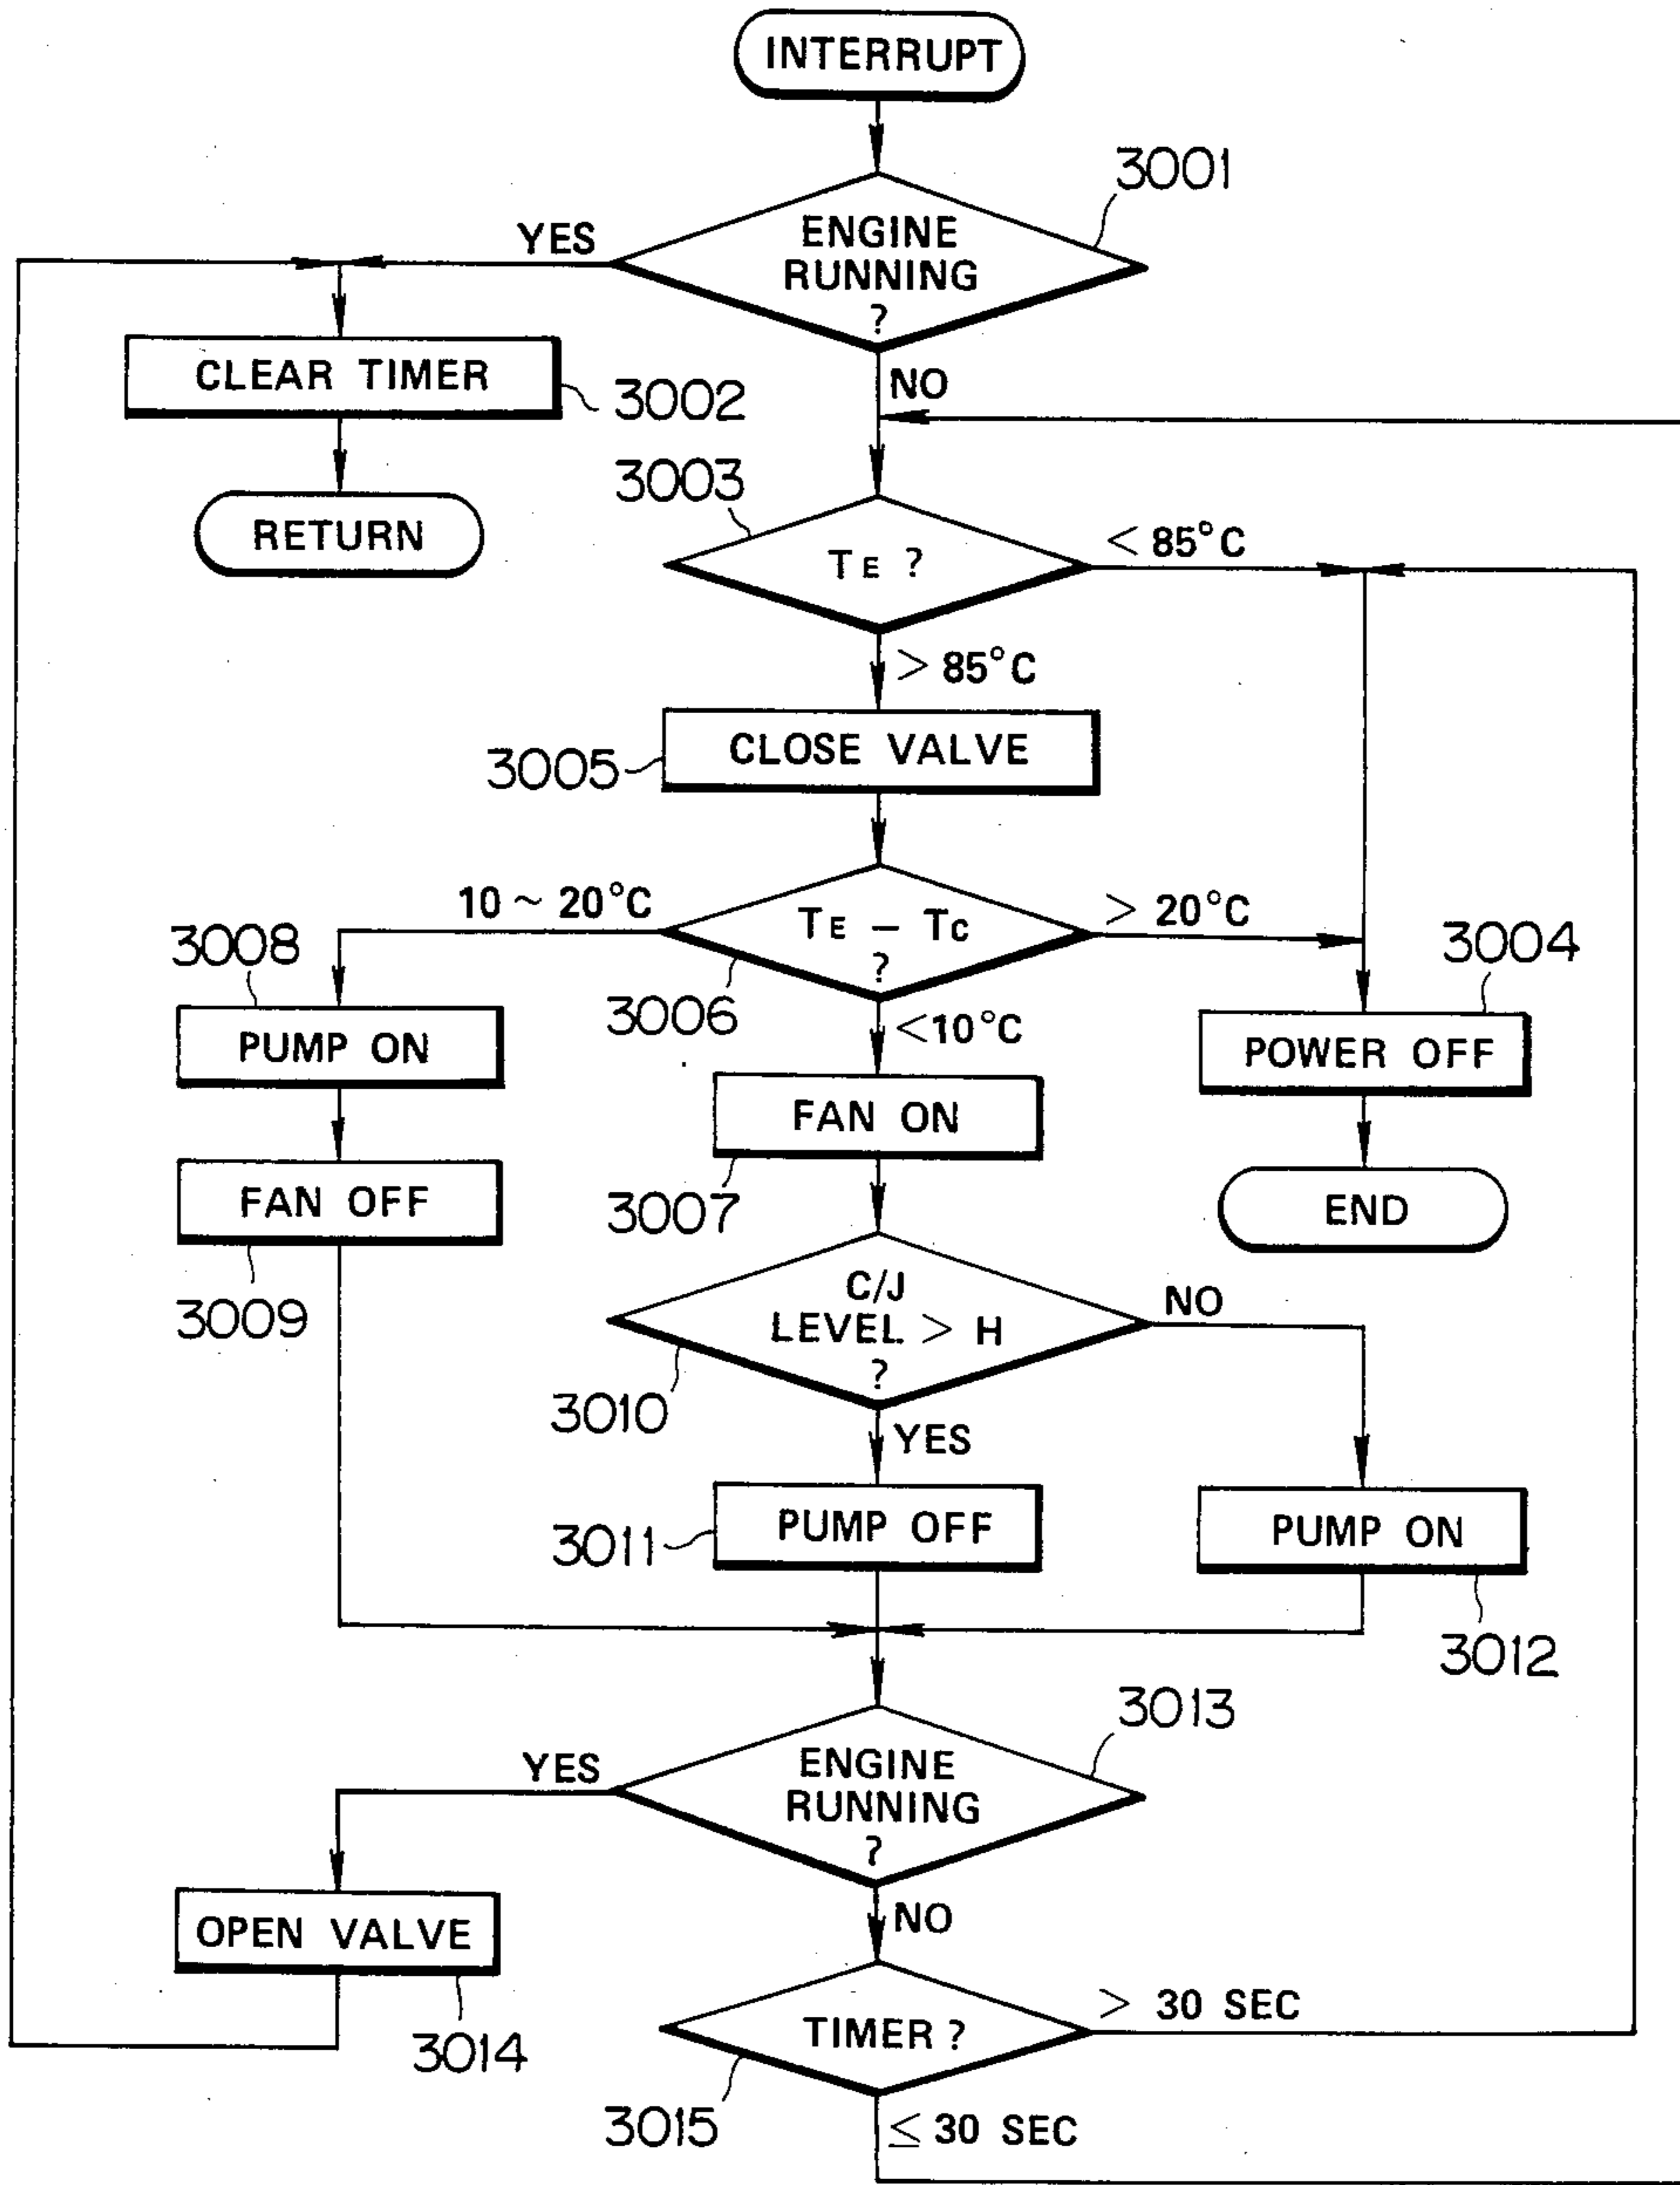 INTERRUPT
3001
YES
ENGINE
RUNNING
?
CLEAR TIMER
3002
NO
RETURN
3003
TE ?
< 85°C
> 85°C
3005
CLOSE VALVE
10 ~ 20°C
TE - TC
?
> 20°C
3008
3006
3004
PUMP ON
<10°C
POWER OFF
FAN ON
FAN OFF
3007
END
3009
C/J
LEVEL > H
?
NO
3010
YES
3011
PUMP OFF
PUMP ON
3012
3013
YES
ENGINE
RUNNING
?
OPEN VALVE
NO
3014
TIMER ?
> 30 SEC
3015
≤ 30 SEC